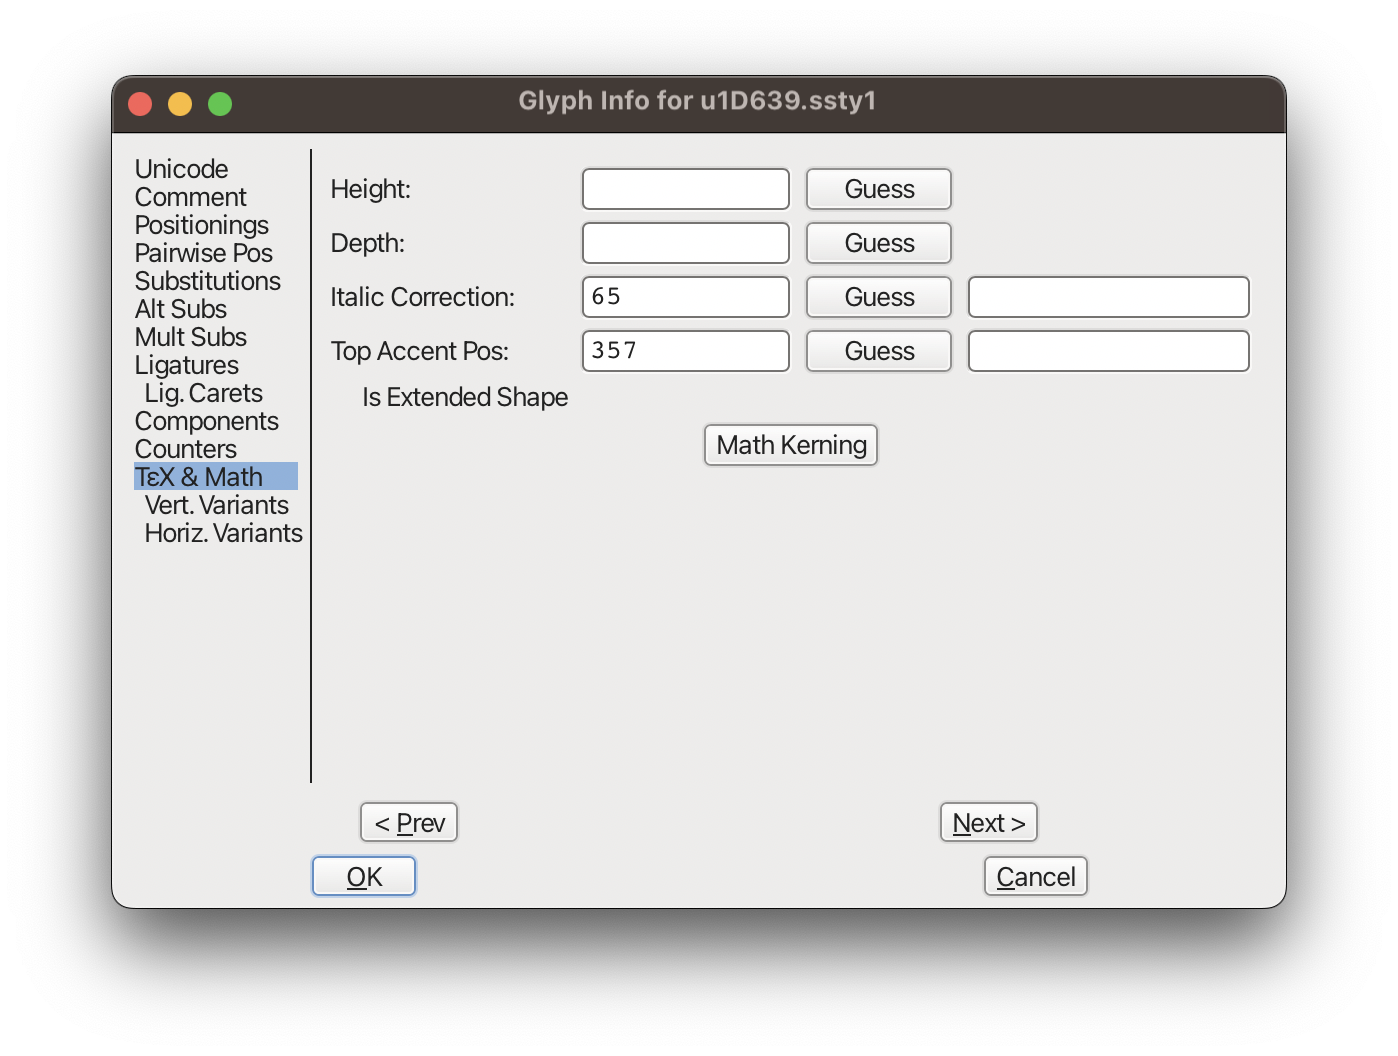 Glyph Info for u1D639.ssty1
Unicode
Comment
Positionings
Pairwise Pos
Substitutions
Alt Subs
Mult Subs
Ligatures
Lig. Carets
Components
Counters
TεX & Math
Vert. Variants
Horiz. Variants
Height: Guess
Depth: Guess
Italic Correction: 65 Guess
Top Accent Pos: 357 Guess
Is Extended Shape
Math Kerning
< Prev Next >
OK Cancel